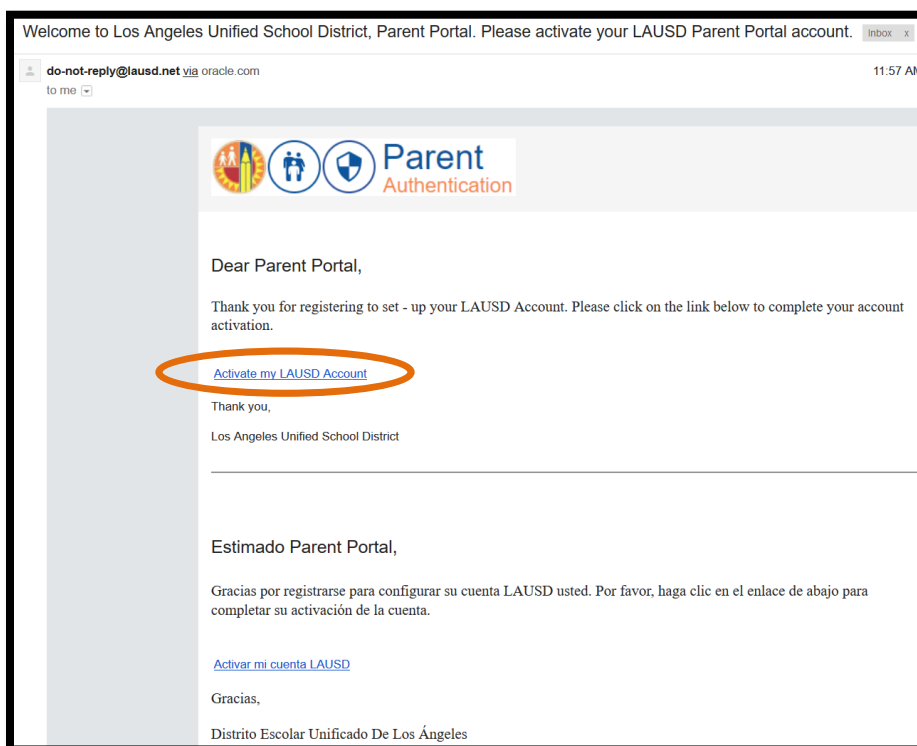 Welcome to Los Angeles Unified School District, Parent Portal. Please activate your LAUSD Parent Portal account. Inbox x
do-not-reply@lausd.net via oracle.com 11:57 AM
to me
Parent
Authentication
Dear Parent Portal,
Thank you for registering to set - up your LAUSD Account. Please click on the link below to complete your account
activation.
Activate my LAUSD Account
Thank you,
Los Angeles Unified School District
Estimado Parent Portal,
Gracias por registrarse para configurar su cuenta LAUSD usted. Por favor, haga clic en el enlace de abajo para
completar su activación de la cuenta.
Activar mi cuenta LAUSD
Gracias,
Distrito Escolar Unificado De Los Ángeles